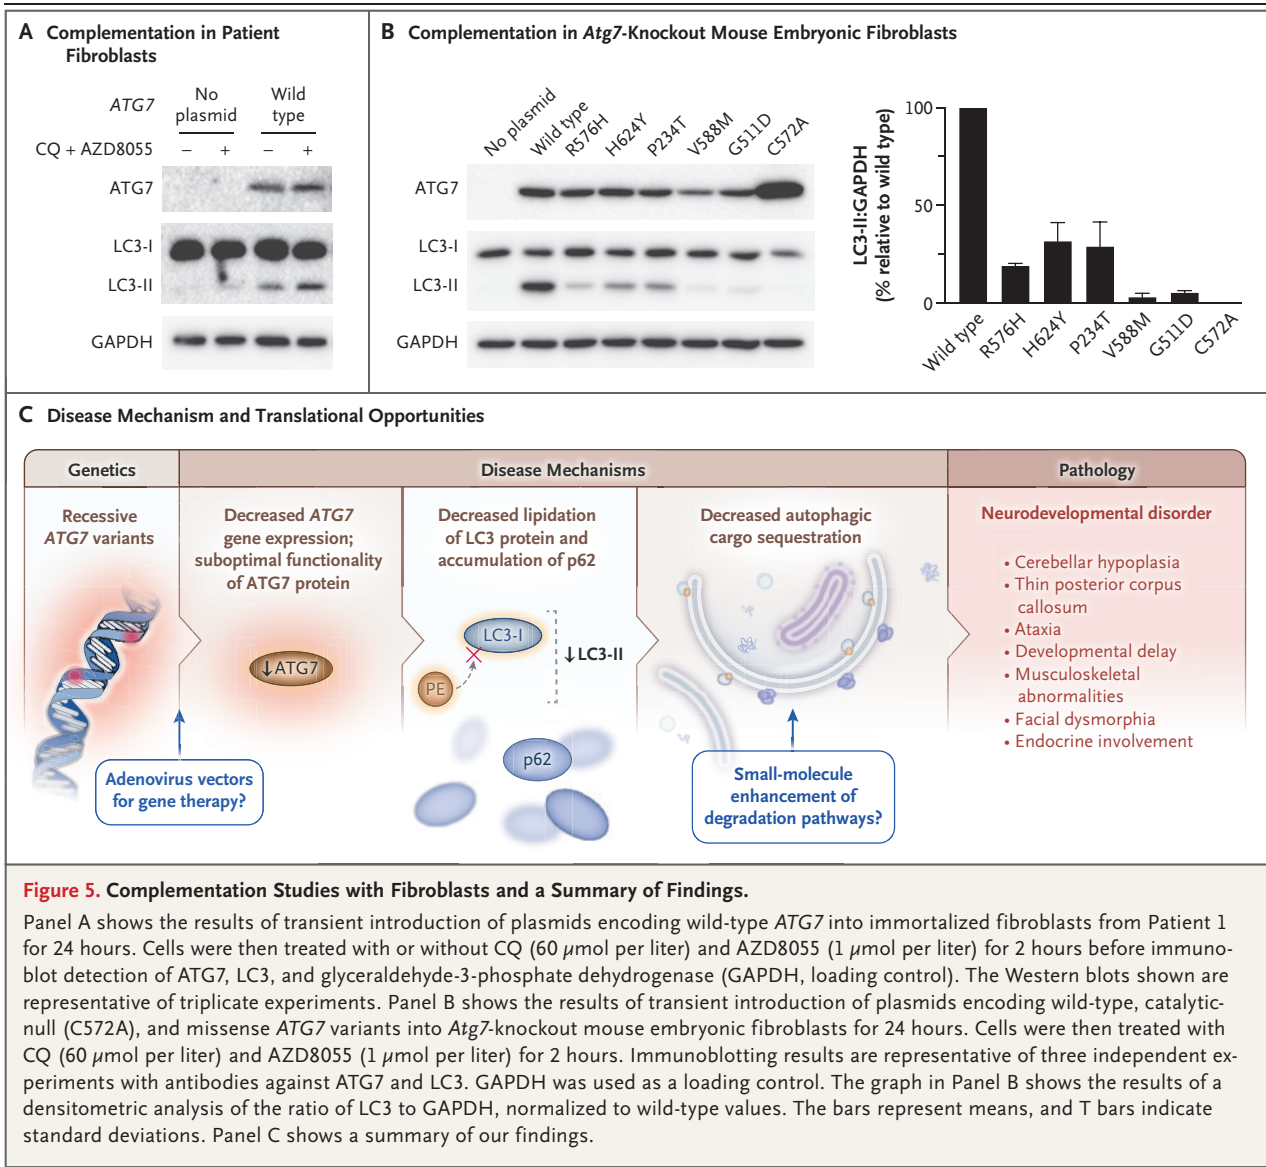 A Complementation in Patient
Fibroblasts
ATG7
No
plasmid
Wild
type
CQ + AZD8055
– + – +
ATG7
LC3-I
LC3-II
GAPDH
B Complementation in Atg7-Knockout Mouse Embryonic Fibroblasts
No plasmid
Wild type
R576H
H624Y
P234T
V588M
G511D
C572A
ATG7
LC3-I
LC3-II
GAPDH
LC3-II:GAPDH
(% relative to wild type)
100
50
0
Wild type
R576H
H624Y
P234T
V588M
G511D
C572A
C Disease Mechanism and Translational Opportunities
Genetics
Disease Mechanisms
Pathology
Recessive
ATG7 variants
Adenovirus vectors
for gene therapy?
Decreased ATG7
gene expression;
suboptimal functionality
of ATG7 protein
↓ATG7
Decreased lipidation
of LC3 protein and
accumulation of p62
LC3-I
PE
↓LC3-II
p62
Decreased autophagic
cargo sequestration
Small-molecule
enhancement of
degradation pathways?
Neurodevelopmental disorder
• Cerebellar hypoplasia
• Thin posterior corpus
callosum
• Ataxia
• Developmental delay
• Musculoskeletal
abnormalities
• Facial dysmorphia
• Endocrine involvement
Figure 5. Complementation Studies with Fibroblasts and a Summary of Findings.
Panel A shows the results of transient introduction of plasmids encoding wild-type ATG7 into immortalized fibroblasts from Patient 1
for 24 hours. Cells were then treated with or without CQ (60 μmol per liter) and AZD8055 (1 μmol per liter) for 2 hours before immuno-
blot detection of ATG7, LC3, and glyceraldehyde-3-phosphate dehydrogenase (GAPDH, loading control). The Western blots shown are
representative of triplicate experiments. Panel B shows the results of transient introduction of plasmids encoding wild-type, catalytic-
null (C572A), and missense ATG7 variants into Atg7-knockout mouse embryonic fibroblasts for 24 hours. Cells were then treated with
CQ (60 μmol per liter) and AZD8055 (1 μmol per liter) for 2 hours. Immunoblotting results are representative of three independent ex-
periments with antibodies against ATG7 and LC3. GAPDH was used as a loading control. The graph in Panel B shows the results of a
densitometric analysis of the ratio of LC3 to GAPDH, normalized to wild-type values. The bars represent means, and T bars indicate
standard deviations. Panel C shows a summary of our findings.